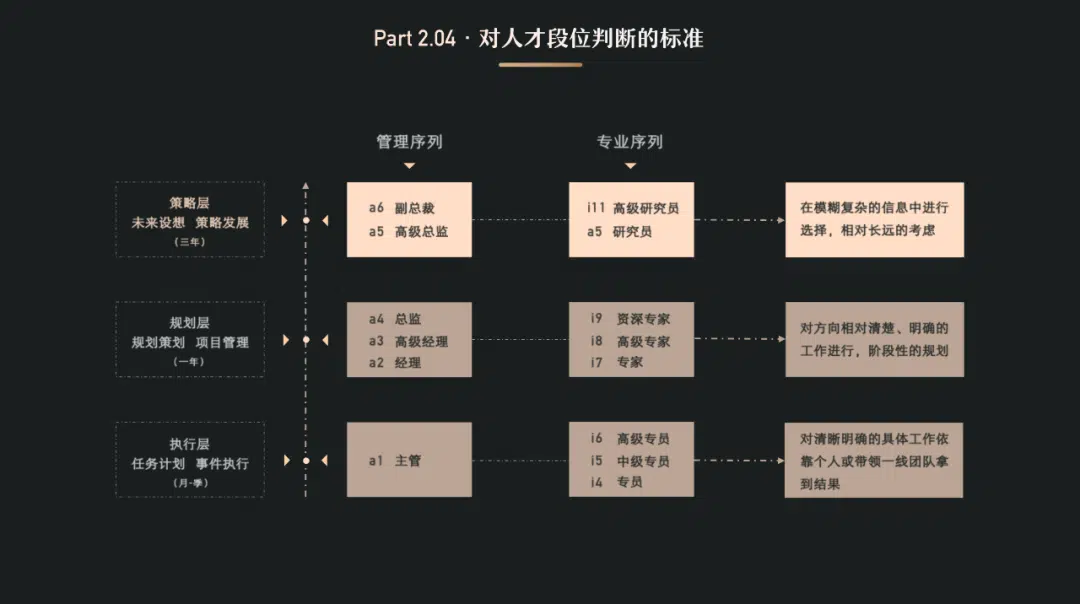 Part 2.04 · 对人才段位判断的标准
管理序列
专业序列
策略层
未来设想 策略发展
(三年)
a6 副总裁
a5 高级总监
i11 高级研究员
a5 研究员
在模糊复杂的信息中进行
选择，相对长远的考虑
规划层
规划策划 项目管理
(一年)
a4 总监
a3 高级经理
a2 经理
i9 资深专家
i8 高级专家
i7 专家
对方向相对清楚、明确的
工作进行，阶段性的规划
执行层
任务计划 事件执行
(月-季)
a1 主管
i6 高级专员
i5 中级专员
i4 专员
对清晰明确的具体工作依
靠个人或带领一线团队拿
到结果